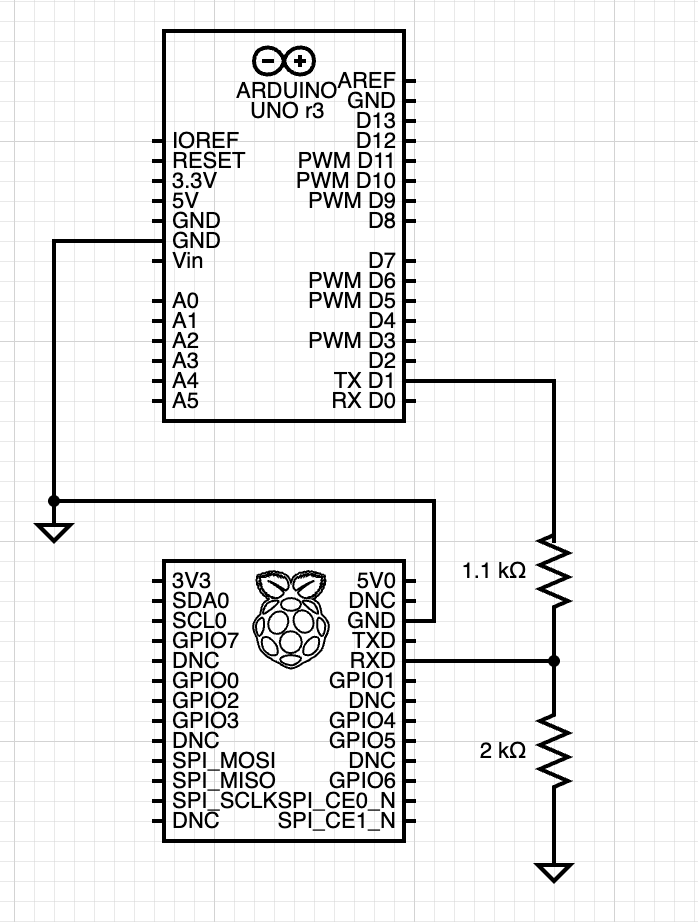 ARDUINO
UNO r3
AREF
GND
D13
IOREF D12
RESET PWM D11
3.3V PWM D10
5V PWM D9
GND D8
GND
Vin D7
PWM D6
A0 PWM D5
A1 D4
A2 PWM D3
A3 D2
A4 TX D1
A5 RX D0
1.1 kΩ
3V3 5V0
SDA0 DNC
SCL0 GND
GPIO7 TXD
DNC RXD
GPIO0 GPIO1
GPIO2 DNC
GPIO3 GPIO4
DNC GPIO5
SPI_MOSI DNC
SPI_MISO GPIO6
SPI_SCLK SPI_CE0_N
DNC SPI_CE1_N
2 kΩ